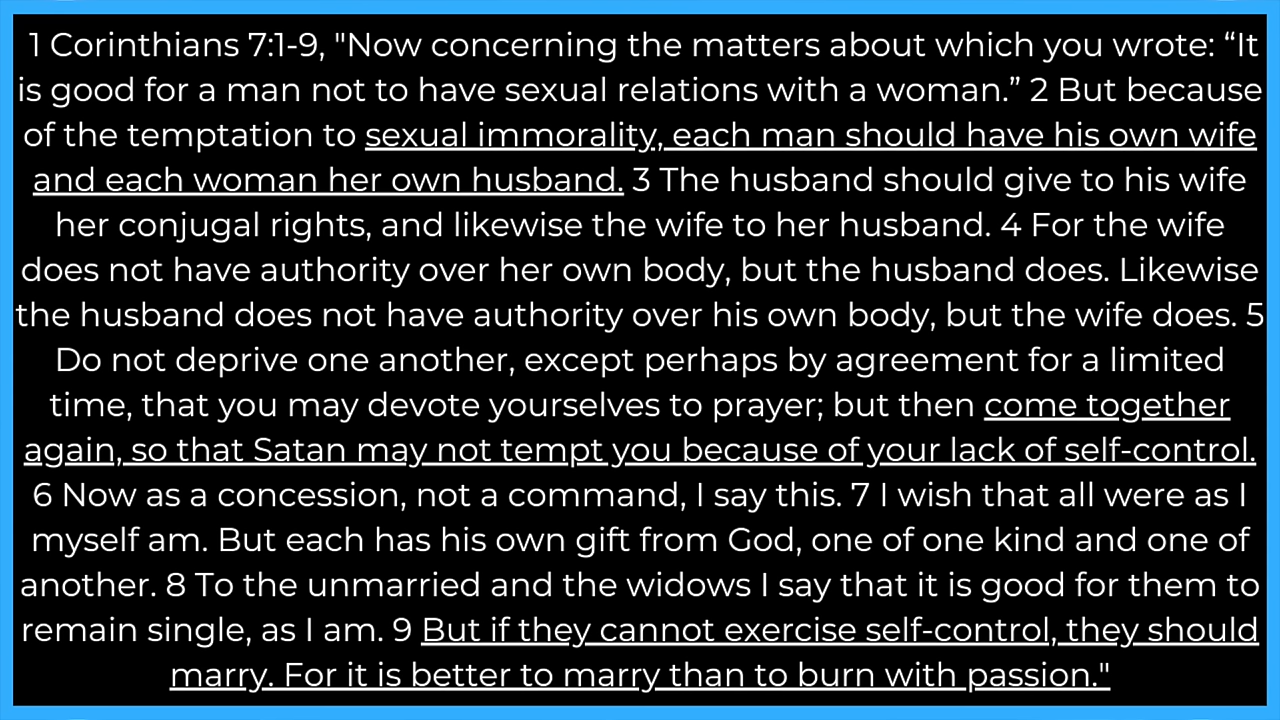 1 Corinthians 7:1-9, "Now concerning the matters about which you wrote: “It
is good for a man not to have sexual relations with a woman.” 2 But because
of the temptation to sexual immorality, each man should have his own wife
and each woman her own husband. 3 The husband should give to his wife
her conjugal rights, and likewise the wife to her husband. 4 For the wife
does not have authority over her own body, but the husband does. Likewise
the husband does not have authority over his own body, but the wife does. 5
Do not deprive one another, except perhaps by agreement for a limited
time, that you may devote yourselves to prayer; but then come together
again, so that Satan may not tempt you because of your lack of self-control.
6 Now as a concession, not a command, I say this. 7 I wish that all were as I
myself am. But each has his own gift from God, one of one kind and one of
another. 8 To the unmarried and the widows I say that it is good for them to
remain single, as I am. 9 But if they cannot exercise self-control, they should
marry. For it is better to marry than to burn with passion."